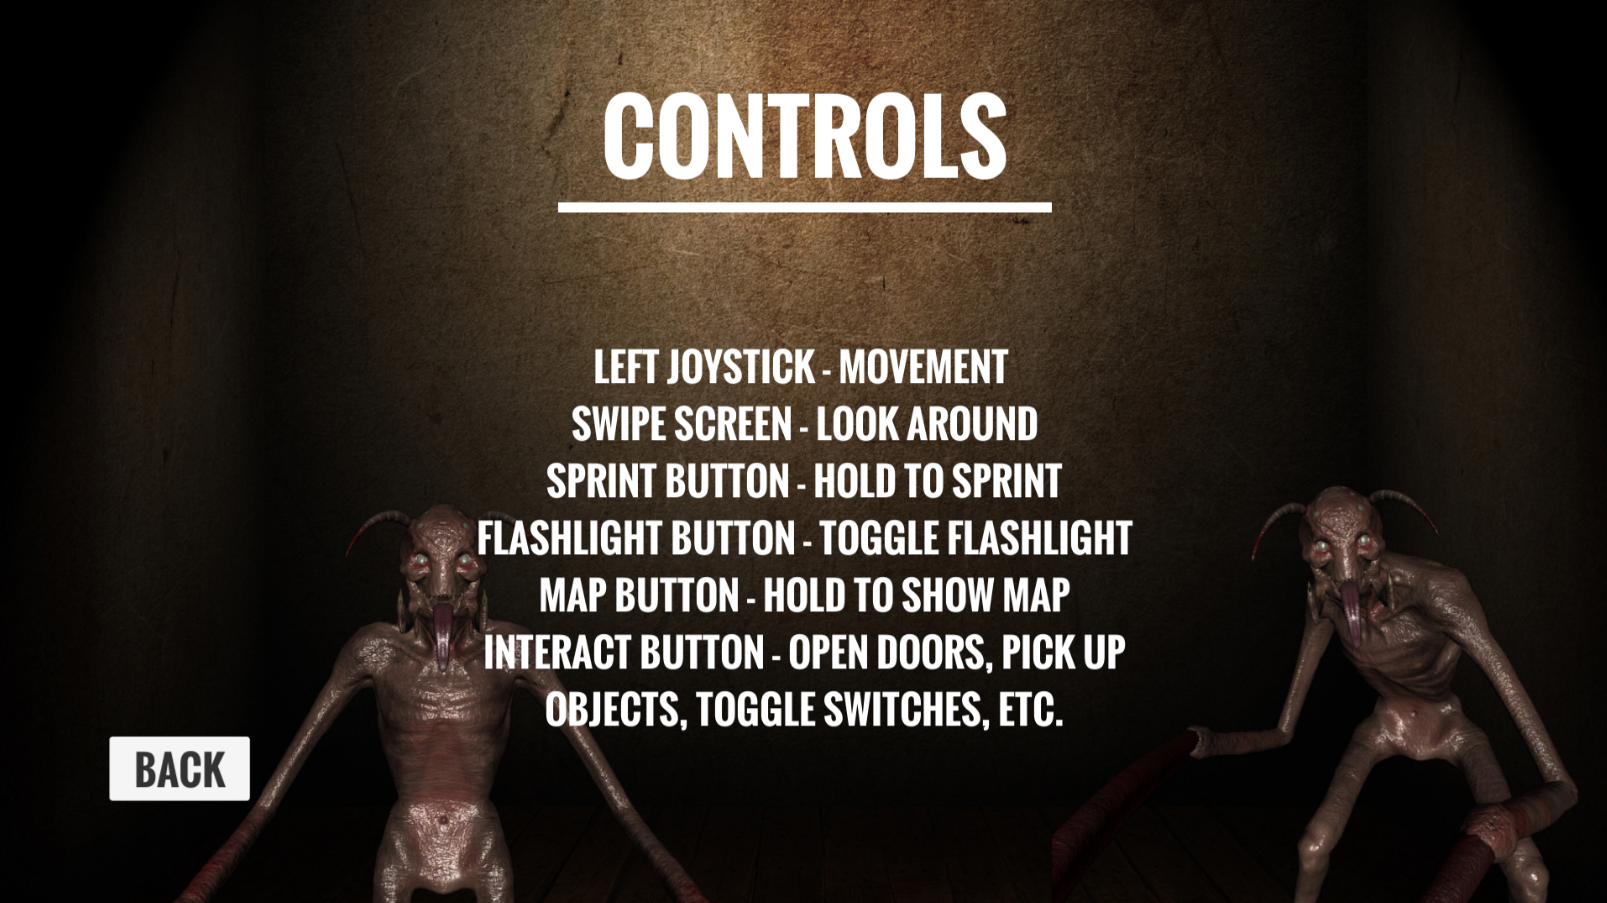 CONTROLS
LEFT JOYSTICK - MOVEMENT
SWIPE SCREEN - LOOK AROUND
SPRINT BUTTON - HOLD TO SPRINT
FLASHLIGHT BUTTON - TOGGLE FLASHLIGHT
MAP BUTTON - HOLD TO SHOW MAP
INTERACT BUTTON - OPEN DOORS, PICK UP
OBJECTS, TOGGLE SWITCHES, ETC.
BACK